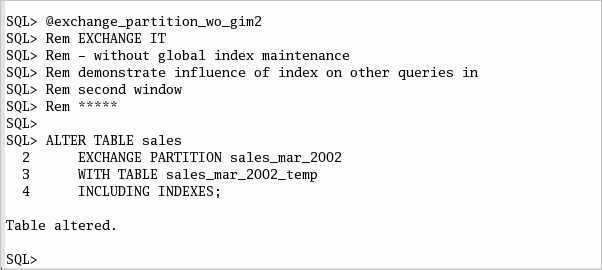 SQL> @exchange_partition_wo_gim2
SQL> Rem EXCHANGE IT
SQL> Rem - without global index maintenance
SQL> Rem demonstrate influence of index on other queries in
SQL> Rem second window
SQL> Rem *****
SQL>
SQL> ALTER TABLE sales
  2      EXCHANGE PARTITION sales_mar_2002
  3      WITH TABLE sales_mar_2002_temp
  4      INCLUDING INDEXES;
Table altered.
SQL>